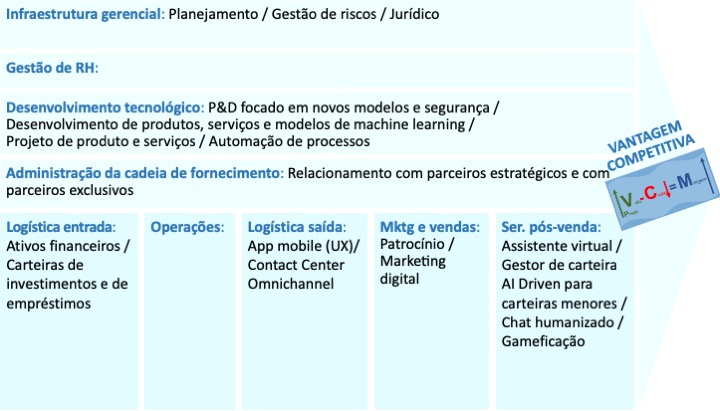 Infraestrutura gerencial: Planejamento / Gestão de riscos / Jurídico
Gestão de RH:
Desenvolvimento tecnológico: P&D focado em novos modelos e segurança /
Desenvolvimento de produtos, serviços e modelos de machine learning /
Projeto de produto e serviços / Automação de processos
Administração da cadeia de fornecimento: Relacionamento com parceiros estratégicos e com
parceiros exclusivos
VANTAGEM
COMPETITIVA
V -C =M
Logística entrada:
Ativos financeiros /
Carteiras de
investimentos e de
empréstimos
Operações:
Logística saída:
App mobile (UX)/
Contact Center
Omnichannel
Mktg e vendas:
Patrocínio /
Marketing
digital
Ser. pós-venda:
Assistente virtual /
Gestor de carteira
AI Driven para
carteiras menores /
Chat humanizado /
Gameficação